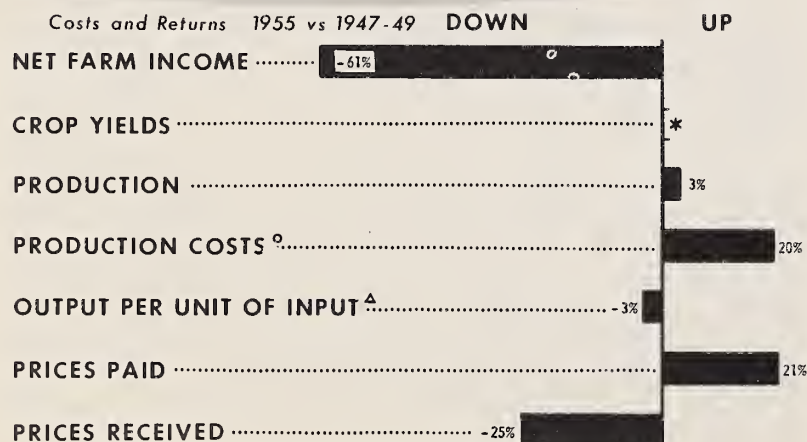 Costs and Returns 1955 vs 1947-49 DOWN UP
NET FARM INCOME .......... -61%
CROP YIELDS .......... *
PRODUCTION .......... 3%
PRODUCTION COSTS o .......... 20%
OUTPUT PER UNIT OF INPUT Δ .......... -3%
PRICES PAID .......... 21%
PRICES RECEIVED .......... -25%